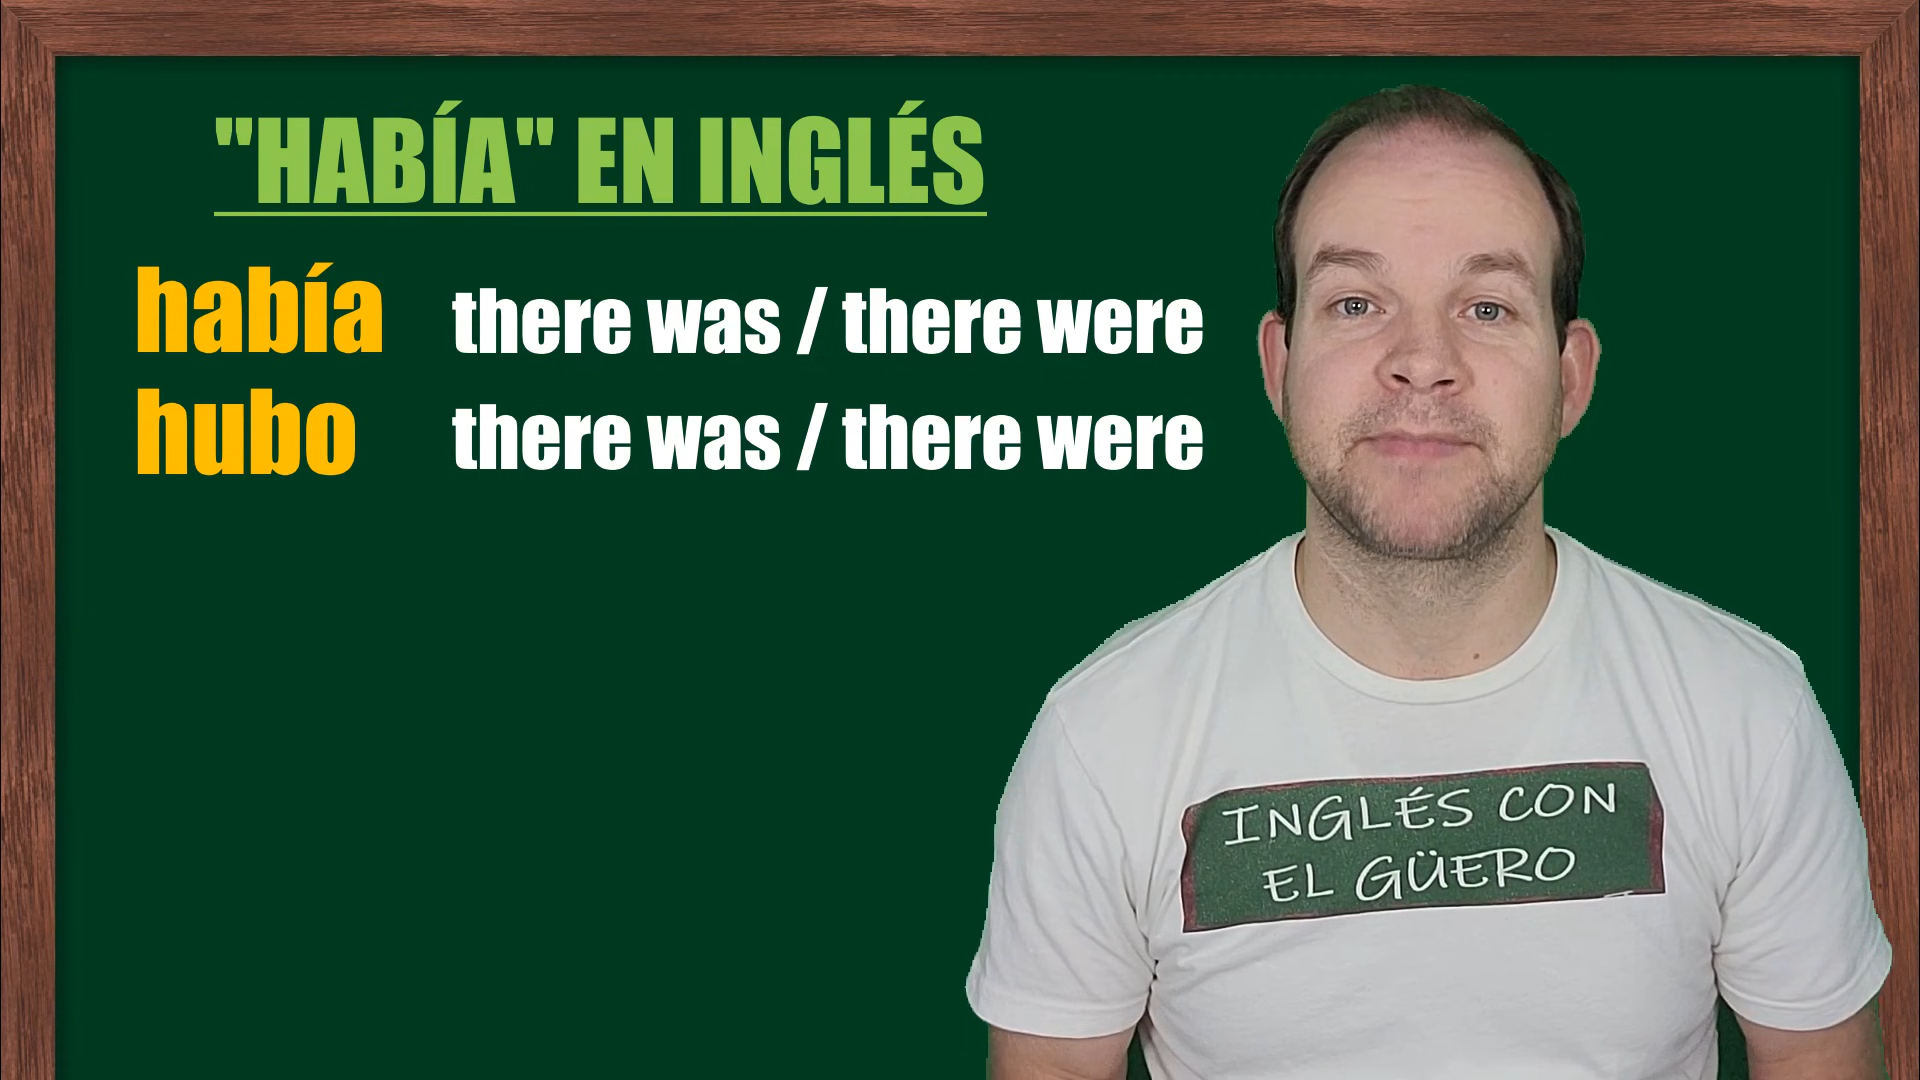 "HABÍA" EN INGLÉS
había there was / there were
hubo there was / there were
INGLÉS CON
EL GÜERO